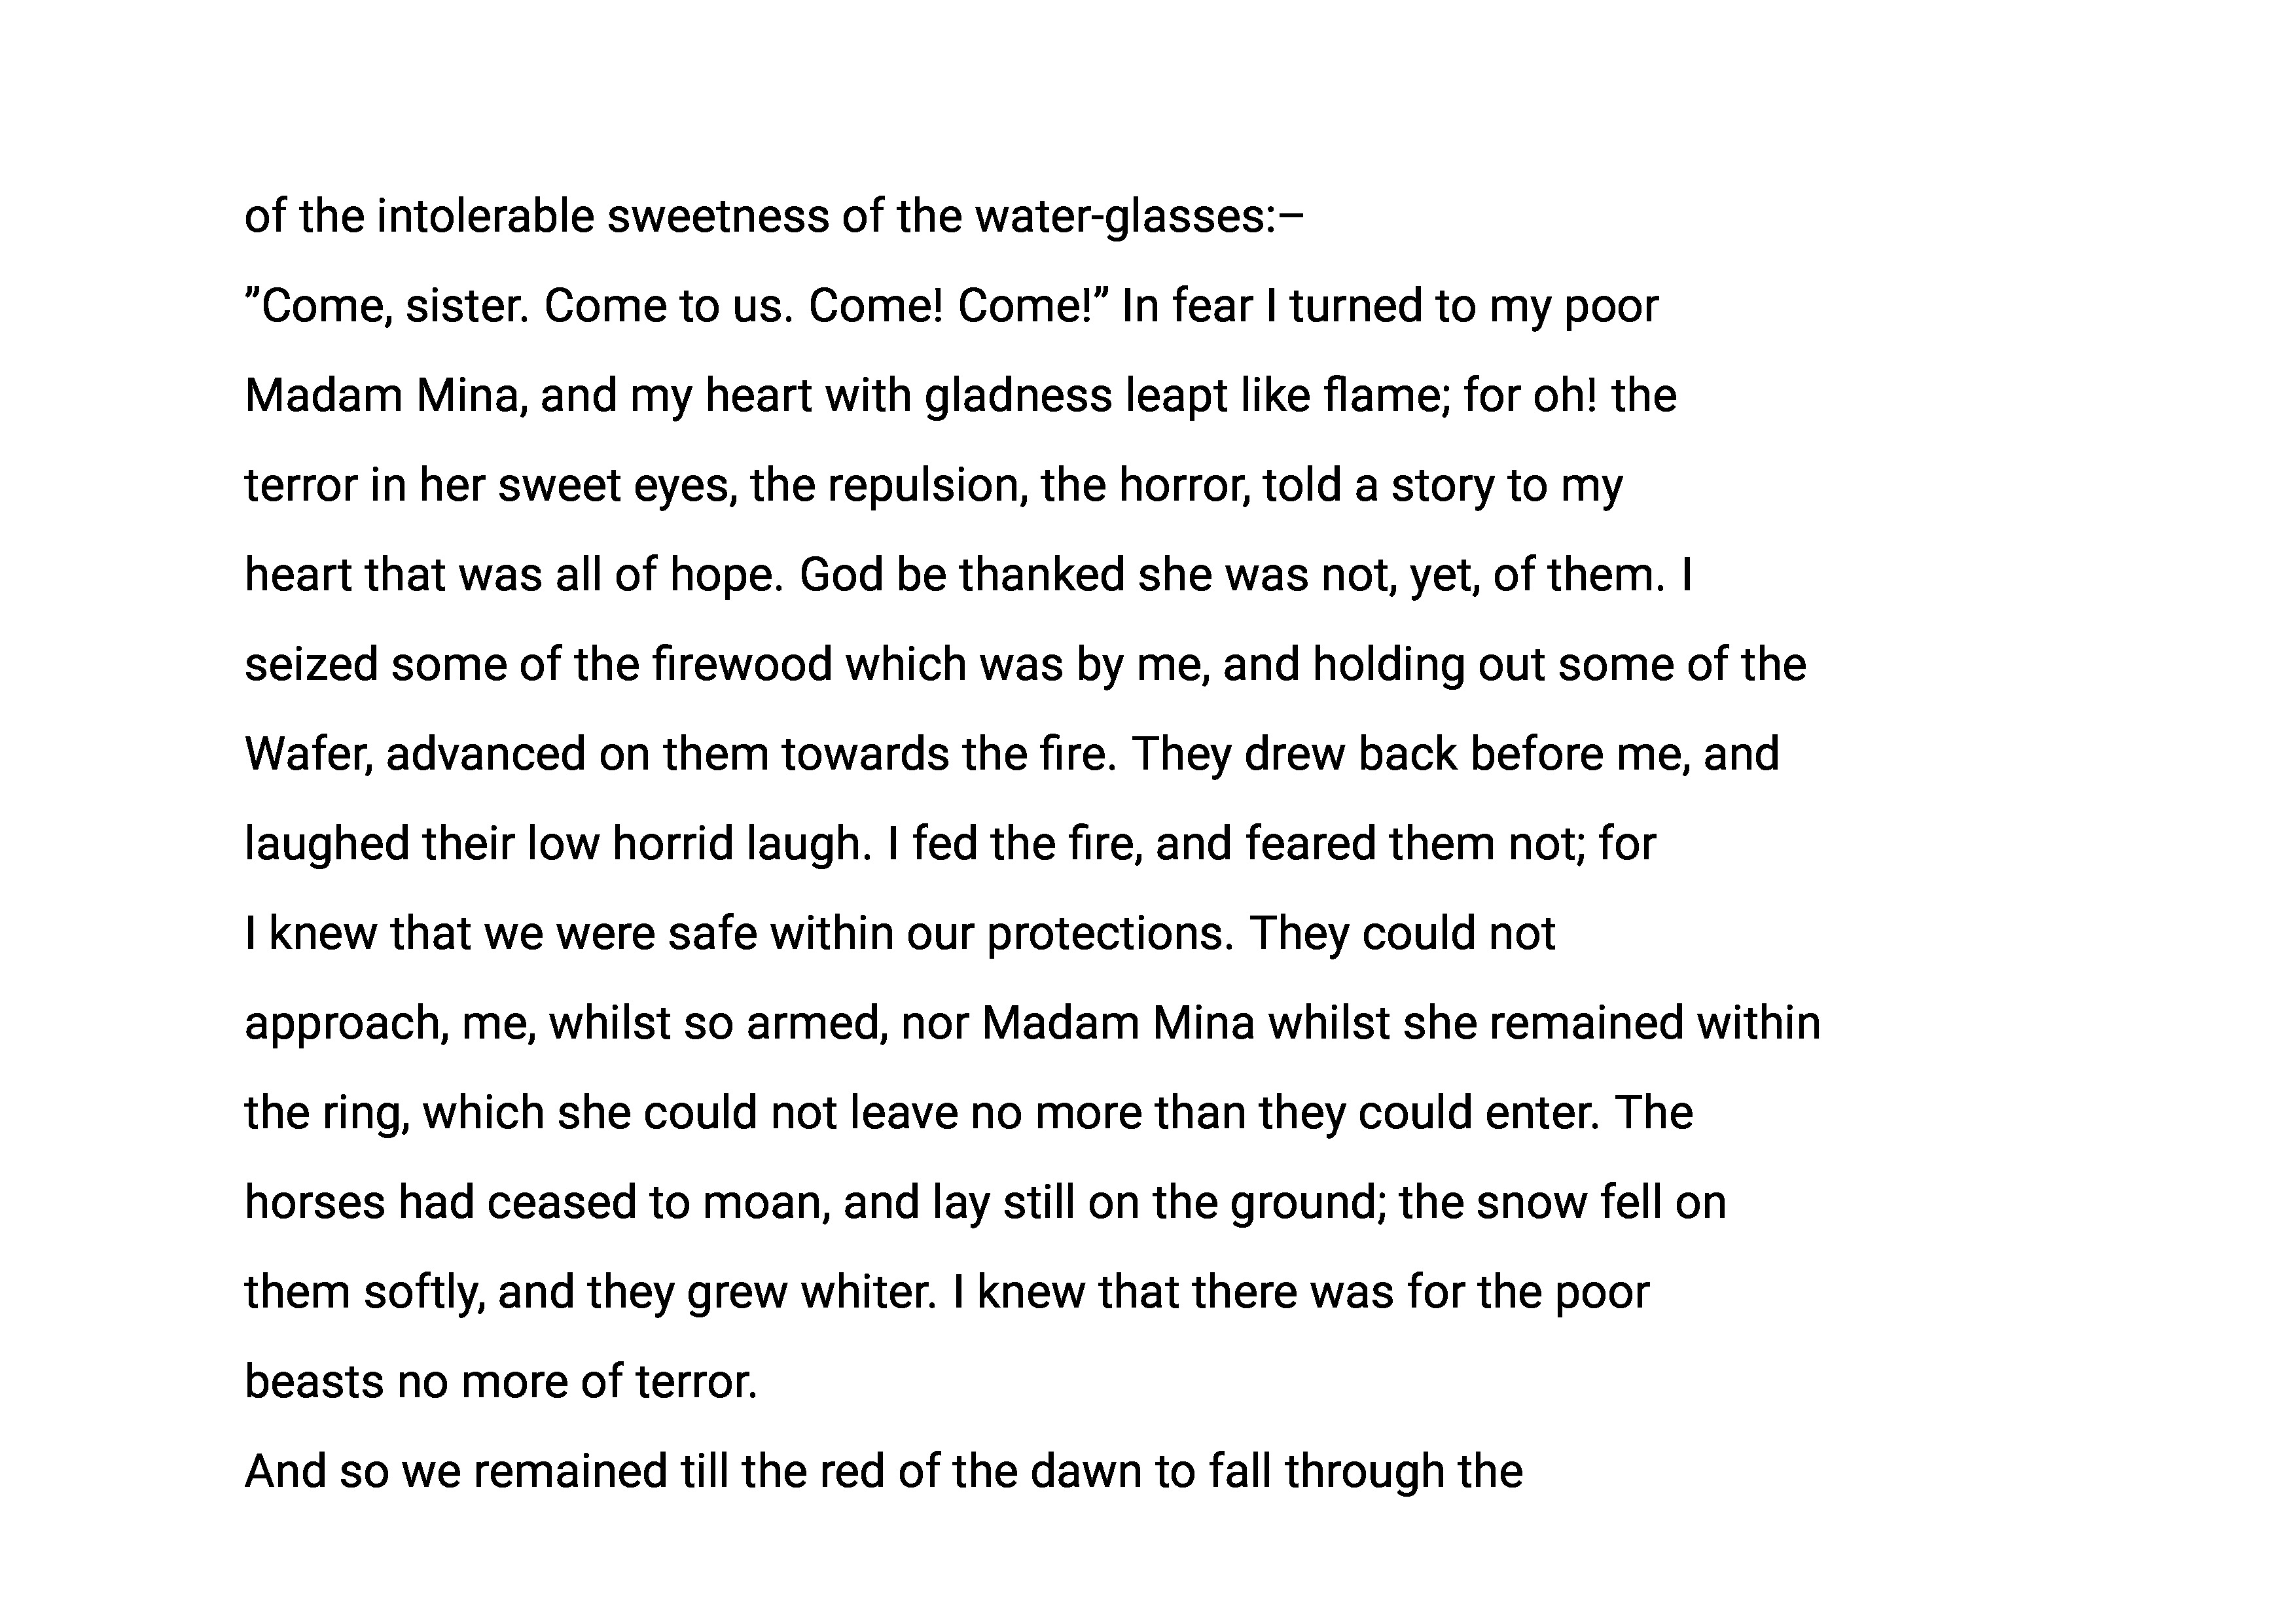 of the intolerable sweetness of the water-glasses:–
”Come, sister. Come to us. Come! Come!” In fear I turned to my poor
Madam Mina, and my heart with gladness leapt like flame; for oh! the
terror in her sweet eyes, the repulsion, the horror, told a story to my
heart that was all of hope. God be thanked she was not, yet, of them. I
seized some of the firewood which was by me, and holding out some of the
Wafer, advanced on them towards the fire. They drew back before me, and
laughed their low horrid laugh. I fed the fire, and feared them not; for
I knew that we were safe within our protections. They could not
approach, me, whilst so armed, nor Madam Mina whilst she remained within
the ring, which she could not leave no more than they could enter. The
horses had ceased to moan, and lay still on the ground; the snow fell on
them softly, and they grew whiter. I knew that there was for the poor
beasts no more of terror.
And so we remained till the red of the dawn to fall through the